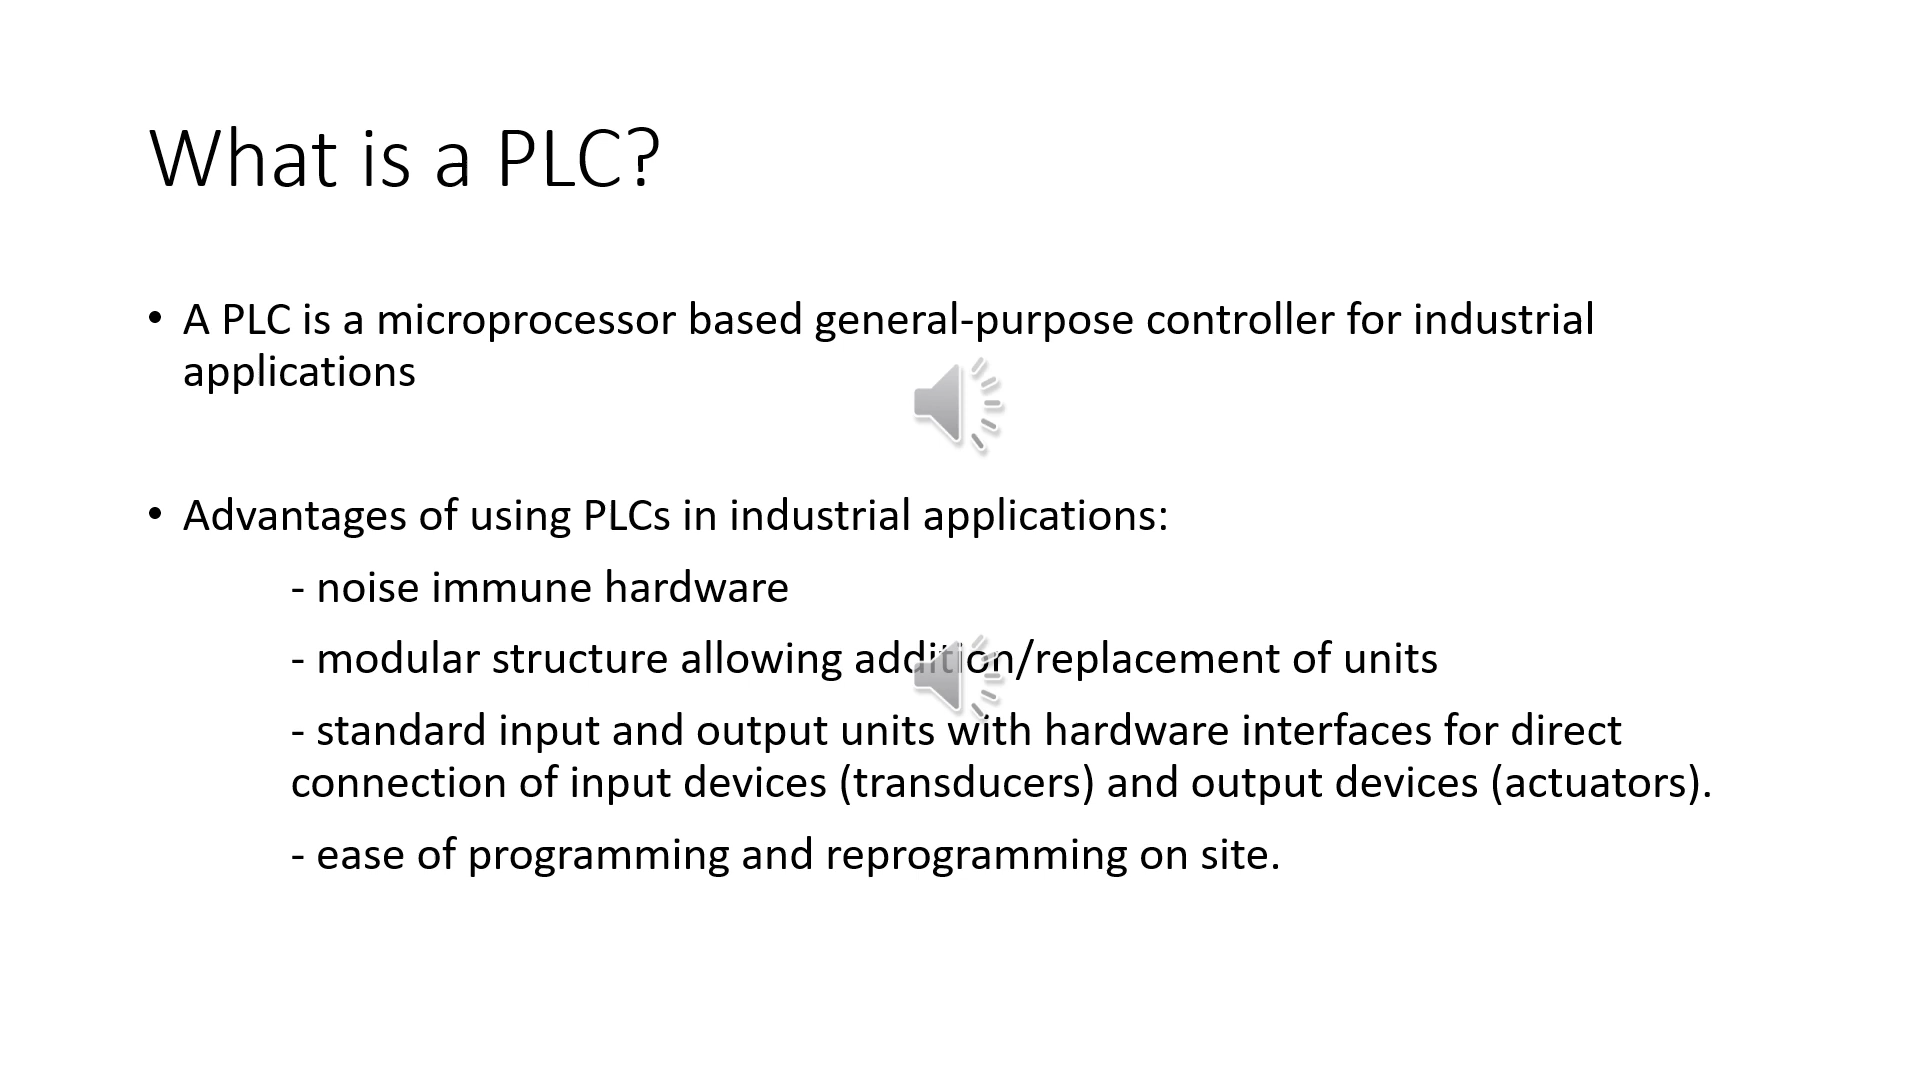 What is a PLC?
• A PLC is a microprocessor based general-purpose controller for industrial
applications
• Advantages of using PLCs in industrial applications:
- noise immune hardware
- modular structure allowing addition/replacement of units
- standard input and output units with hardware interfaces for direct
connection of input devices (transducers) and output devices (actuators).
- ease of programming and reprogramming on site.